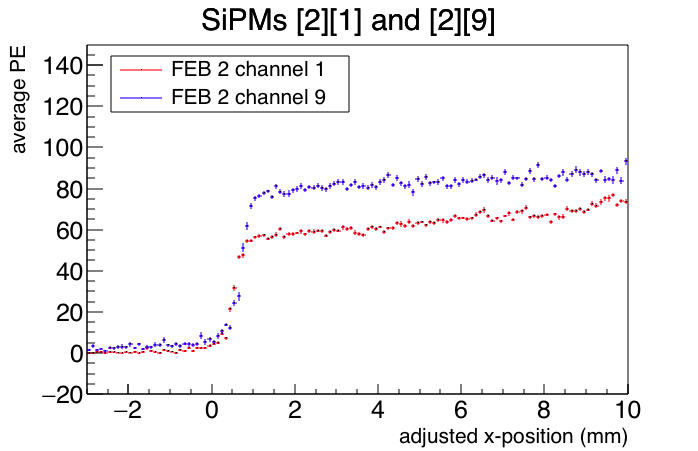 SiPMs [2][1] and [2][9]
average PE
FEB 2 channel 1
FEB 2 channel 9
140
120
100
80
60
40
20
0
−20
−2 0 2 4 6 8 10
adjusted x-position (mm)